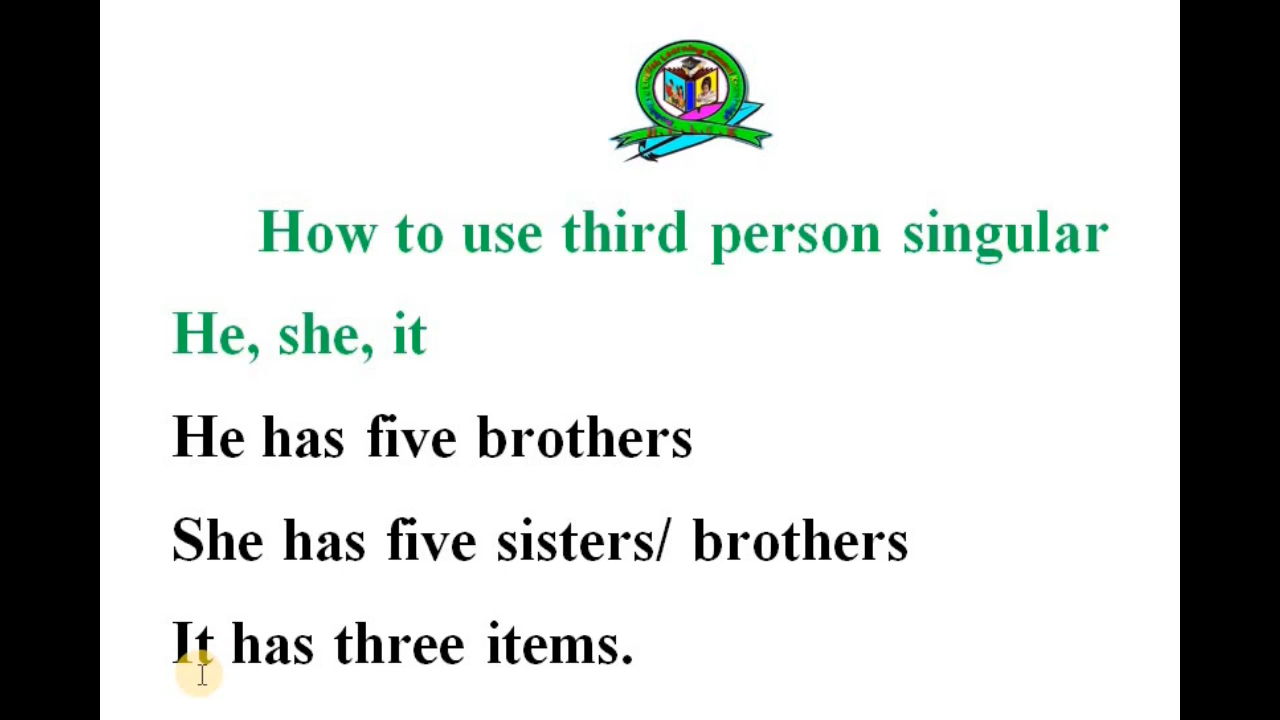 How to use third person singular
He, she, it
He has five brothers
She has five sisters/ brothers
It has three items.